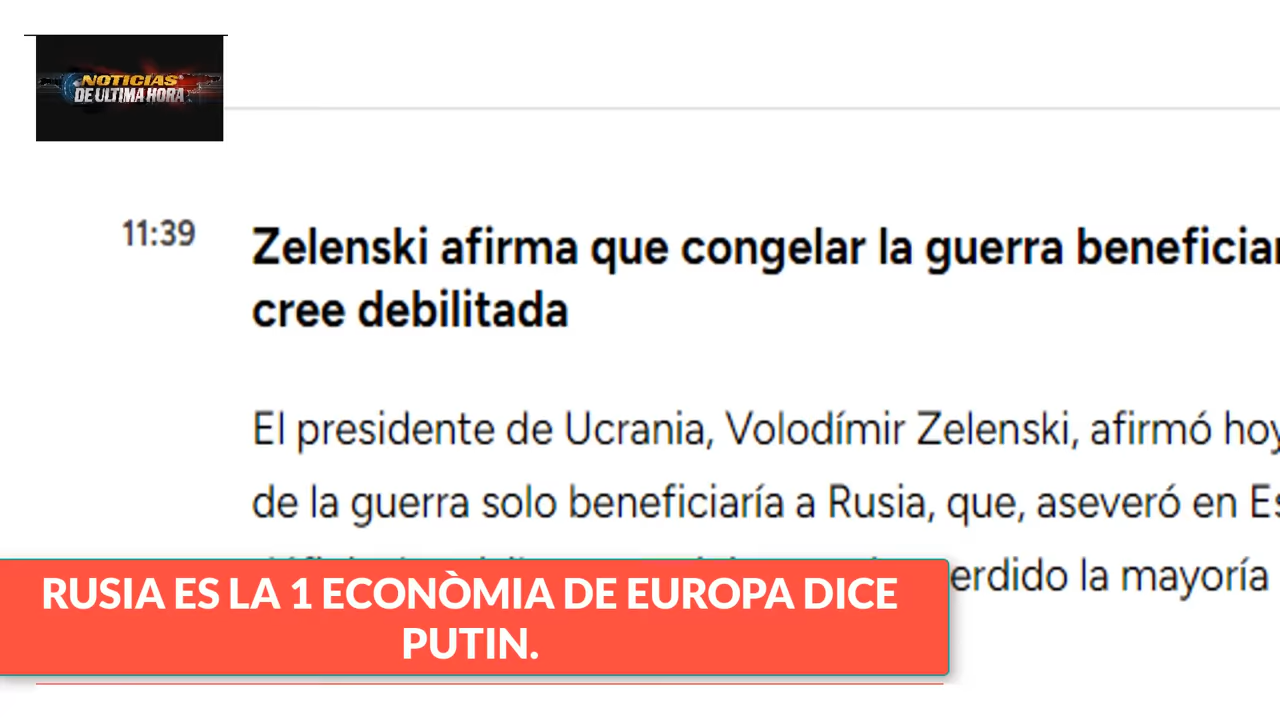 NOTICIAS
DE ULTIMA HORA
11:39
Zelenski afirma que congelar la guerra beneficiar
cree debilitada
El presidente de Ucrania, Volodímir Zelenski, afirmó hoy
de la guerra solo beneficiaría a Rusia, que, aseveró en Es
erdido la mayoría
RUSIA ES LA 1 ECONÒMIA DE EUROPA DICE
PUTIN.